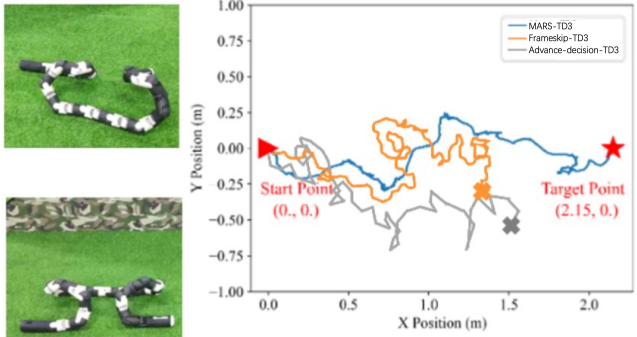 1.00
0.75
0.50
0.25
0.00
−0.25
−0.50
−0.75
−1.00
Y Position (m)
MARS-TD3
Frameskip-TD3
Advance-decision-TD3
Start Point
(0., 0.)
Target Point
(2.15, 0.)
0.0
0.5
1.0
1.5
2.0
X Position (m)